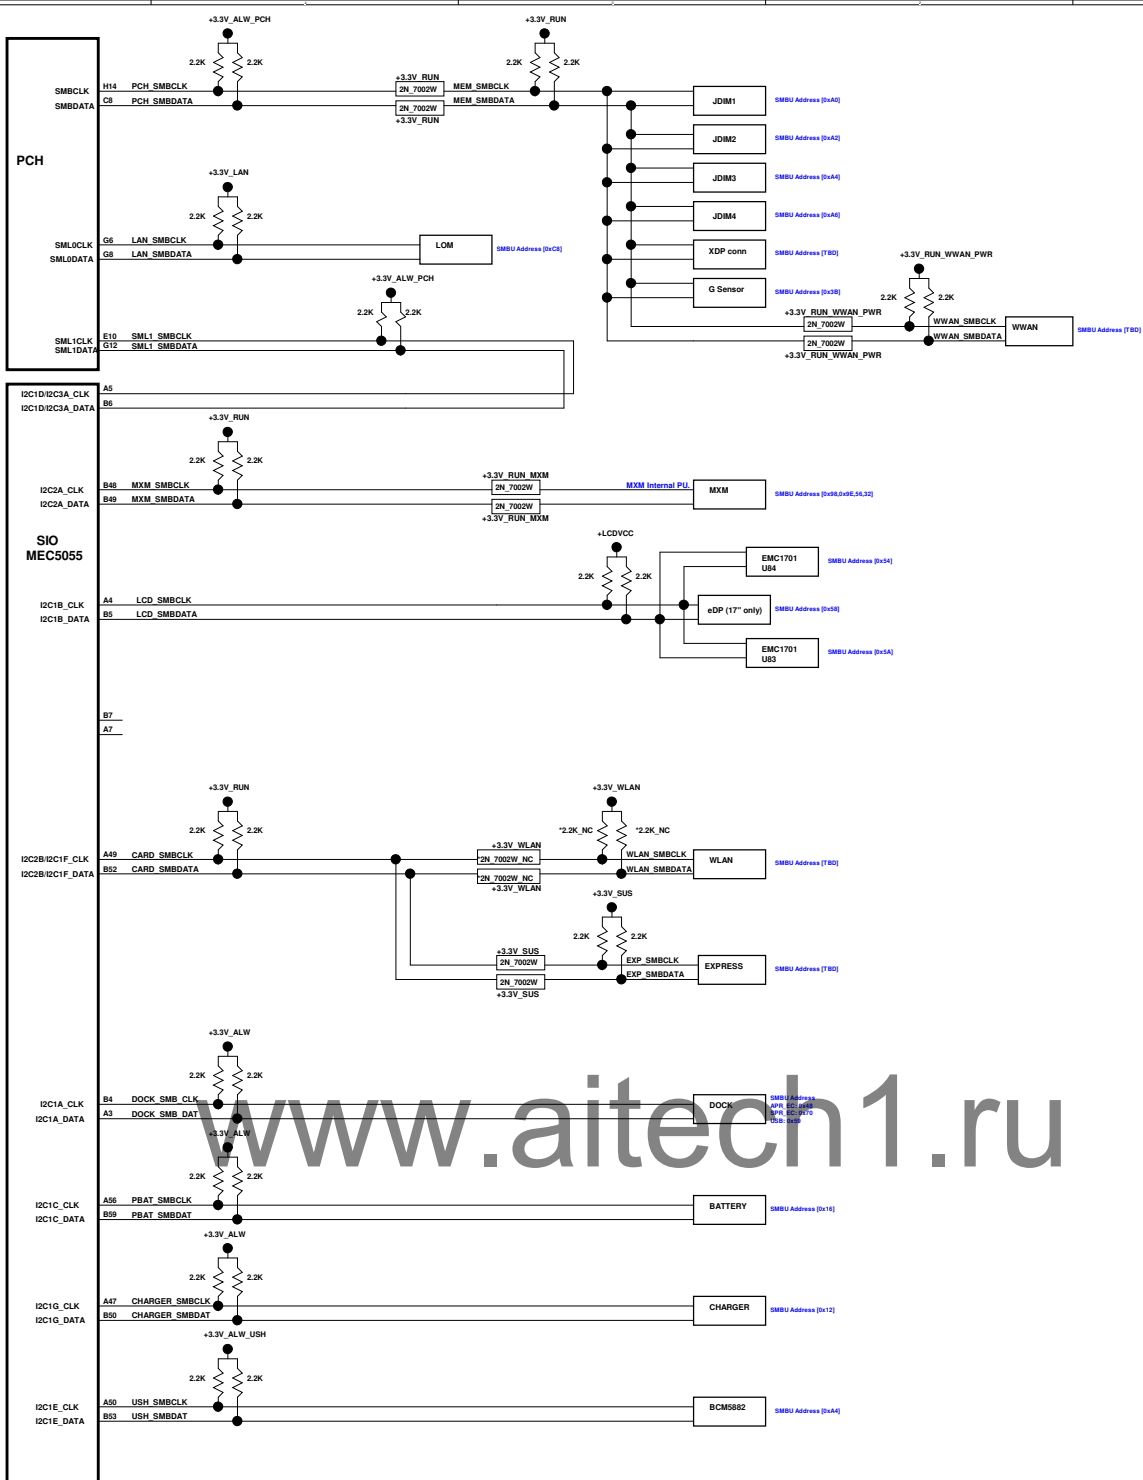 +3.3V_ALW_PCH
+3.3V_RUN
2.2K 2.2K
2.2K 2.2K
+3.3V_RUN
SMBCLK H14 PCH_SMBCLK 2N_7002W MEM_SMBCLK
JDIM1 SMBU Address [0xA0]
SMBDATA C8 PCH_SMBDATA 2N_7002W MEM_SMBDATA
+3.3V_RUN
JDIM2 SMBU Address [0xA2]
PCH
JDIM3 SMBU Address [0xA4]
+3.3V_LAN
2.2K 2.2K
JDIM4 SMBU Address [0xA6]
SML0CLK G6 LAN_SMBCLK
LOM SMBU Address [0xC8]
SML0DATA G8 LAN_SMBDATA
XDP conn SMBU Address [TBD]
+3.3V_RUN_WWAN_PWR
+3.3V_ALW_PCH
G Sensor SMBU Address [0x3B]
2.2K 2.2K
2.2K 2.2K
+3.3V_RUN_WWAN_PWR
2N_7002W WWAN_SMBCLK
WWAN SMBU Address [TBD]
SML1CLK E10 SML1_SMBCLK
2N_7002W WWAN_SMBDATA
SML1DATA G12 SML1_SMBDATA
+3.3V_RUN_WWAN_PWR
I2C1D/I2C3A_CLK A5
I2C1D/I2C3A_DATA B6
+3.3V_RUN
2.2K 2.2K
+3.3V_RUN_MXM
I2C2A_CLK B48 MXM_SMBCLK 2N_7002W MXM Internal PU.
MXM SMBU Address [0x98,0x9E,56,32]
I2C2A_DATA B49 MXM_SMBDATA 2N_7002W
+3.3V_RUN_MXM
SIO
MEC5055
+LCDVCC
EMC1701
U84
SMBU Address [0x54]
2.2K 2.2K
I2C1B_CLK A4 LCD_SMBCLK
eDP (17" only) SMBU Address [0x58]
I2C1B_DATA B5 LCD_SMBDATA
EMC1701
U83
SMBU Address [0x5A]
B7
A7
+3.3V_RUN
+3.3V_WLAN
2.2K 2.2K
*2.2K_NC *2.2K_NC
+3.3V_WLAN
I2C2B/I2C1F_CLK A49 CARD_SMBCLK *2N_7002W_NC WLAN_SMBCLK
WLAN SMBU Address [TBD]
I2C2B/I2C1F_DATA B52 CARD_SMBDATA *2N_7002W_NC WLAN_SMBDATA
+3.3V_WLAN
+3.3V_SUS
2.2K 2.2K
+3.3V_SUS
2N_7002W EXP_SMBCLK
EXPRESS SMBU Address [TBD]
2N_7002W EXP_SMBDATA
+3.3V_SUS
+3.3V_ALW
2.2K 2.2K
I2C1A_CLK B4 DOCK_SMB_CLK
DOCK
SMBU Address
APR_EC: 0x48
SPR_EC: 0x70
USB: 0x59
I2C1A_DATA A3 DOCK_SMB_DAT
www.aitech1.ru
+3.3V_ALW
2.2K 2.2K
I2C1C_CLK A56 PBAT_SMBCLK
BATTERY SMBU Address [0x16]
I2C1C_DATA B59 PBAT_SMBDAT
+3.3V_ALW
2.2K 2.2K
I2C1G_CLK A47 CHARGER_SMBCLK
CHARGER SMBU Address [0x12]
I2C1G_DATA B50 CHARGER_SMBDAT
+3.3V_ALW_USH
2.2K 2.2K
I2C1E_CLK A50 USH_SMBCLK
BCM5882 SMBU Address [0xA4]
I2C1E_DATA B53 USH_SMBDAT